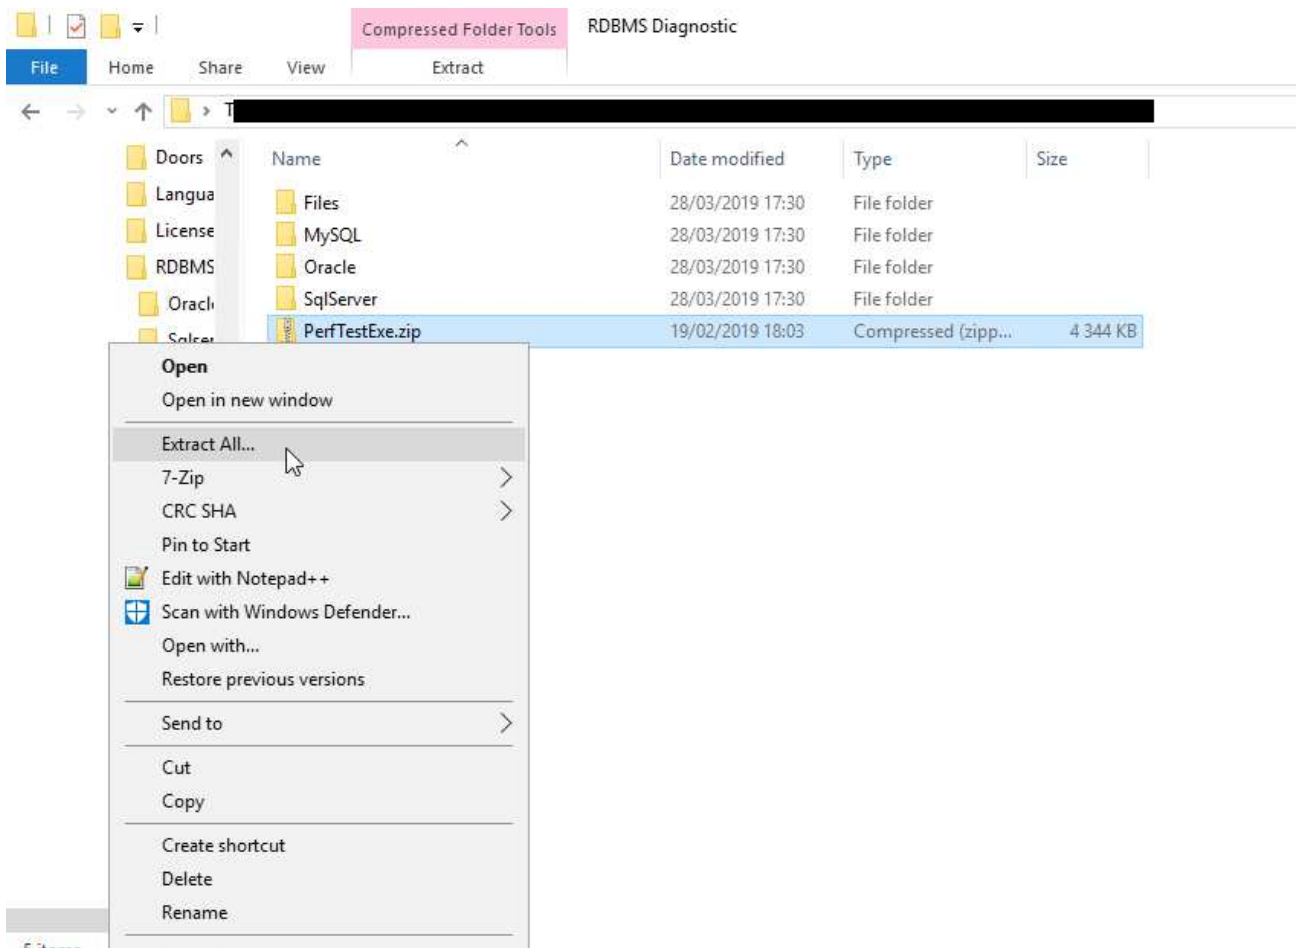 Compressed Folder Tools RDBMS Diagnostic
File Home Share View Extract
T
Name Date modified Type Size
Doors
Langua
License
RDBMS
Oracl
Files 28/03/2019 17:30 File folder
MySQL 28/03/2019 17:30 File folder
Oracle 28/03/2019 17:30 File folder
SqlServer 28/03/2019 17:30 File folder
PerfTestExe.zip 19/02/2019 18:03 Compressed (zipp... 4 344 KB
Open
Open in new window
Extract All...
7-Zip
CRC SHA
Pin to Start
Edit with Notepad++
Scan with Windows Defender...
Open with...
Restore previous versions
Send to
Cut
Copy
Create shortcut
Delete
Rename